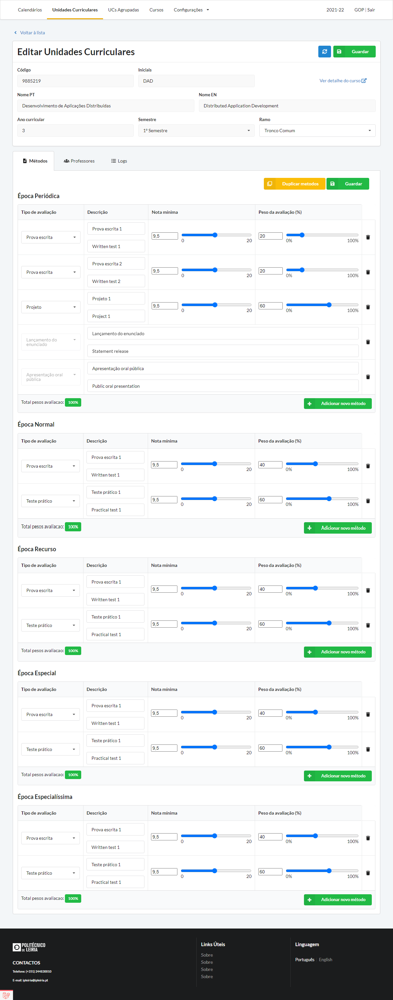 Calendários Unidades Curriculares UCs Agrupadas Cursos Configurações 2021-22 GOP | Sair
Voltar à lista
Editar Unidades Curriculares Guardar
Código Iniciais
9885219 DAD Ver detalhe do curso
Nome PT Nome EN
Desenvolvimento de Aplicações Distribuídas Distributed Application Development
Ano curricular Semestre Ramo
3 1º Semestre Tronco Comum
Métodos Professores Logs
Duplicar metodos Guardar
Época Periódica
Tipo de avaliação Descrição Nota mínima Peso da avaliação (%)
Prova escrita 1
Prova escrita 9,5 20
0 20 0% 100%
Written test 1
Prova escrita 2
Prova escrita 9,5 20
0 20 0% 100%
Written test 2
Projeto 1
Projeto 9,5 60
0 20 0% 100%
Project 1
Lançamento do enunciado
Lançamento do
enunciado
Statement release
Apresentação oral pública
Apresentação oral
pública
Public oral presentation
Total pesos avaliacao: 100% Adicionar novo método
Época Normal
Tipo de avaliação Descrição Nota mínima Peso da avaliação (%)
Prova escrita 1
Prova escrita 9,5 40
0 20 0% 100%
Written test 1
Teste prático 1
Teste prático 9,5 60
0 20 0% 100%
Practical test 1
Total pesos avaliacao: 100% Adicionar novo método
Época Recurso
Tipo de avaliação Descrição Nota mínima Peso da avaliação (%)
Prova escrita 1
Prova escrita 9,5 40
0 20 0% 100%
Written test 1
Teste prático 1
Teste prático 9,5 60
0 20 0% 100%
Practical test 1
Total pesos avaliacao: 100% Adicionar novo método
Época Especial
Tipo de avaliação Descrição Nota mínima Peso da avaliação (%)
Prova escrita 1
Prova escrita 9,5 40
0 20 0% 100%
Written test 1
Teste prático 1
Teste prático 9,5 60
0 20 0% 100%
Practical test 1
Total pesos avaliacao: 100% Adicionar novo método
Época Especialíssima
Tipo de avaliação Descrição Nota mínima Peso da avaliação (%)
Prova escrita 1
Prova escrita 9,5 40
0 20 0% 100%
Written test 1
Teste prático 1
Teste prático 9,5 60
0 20 0% 100%
Practical test 1
Total pesos avaliacao: 100% Adicionar novo método
POLITÉCNICO
DE LEIRIA
CONTACTOS
Telefone: (+351) 244830010
E-mail: ipleiria@ipleiria.pt
Links Úteis
Sobre
Sobre
Sobre
Sobre
Linguagem
Português | English